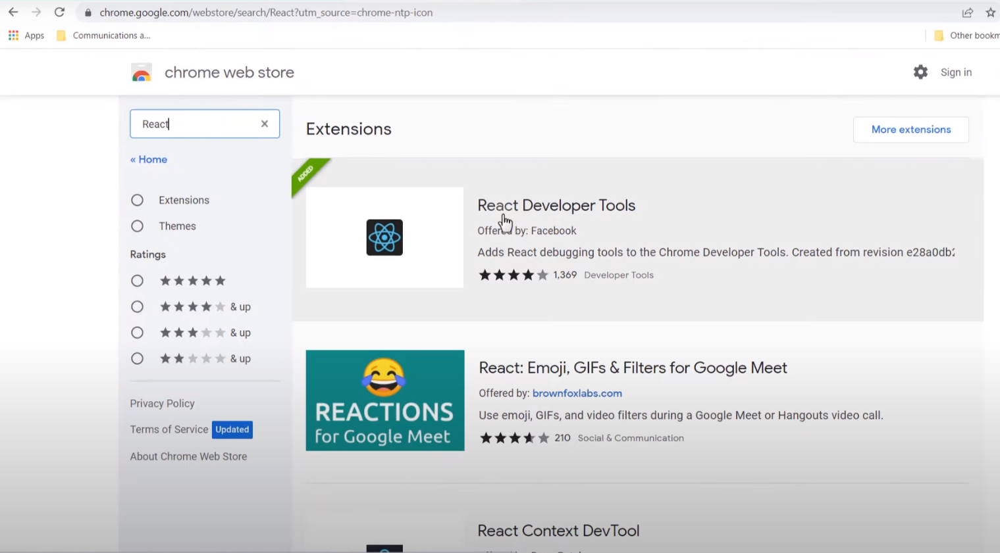 chrome.google.com/webstore/search/React?utm_source=chrome-ntp-icon
Apps
Communications a...
Other bookm
chrome web store
Sign in
React
Extensions
More extensions
« Home
ADDED
Extensions
Themes
Ratings
& up
& up
& up
Privacy Policy
Terms of Service Updated
About Chrome Web Store
React Developer Tools
Offered by: Facebook
Adds React debugging tools to the Chrome Developer Tools. Created from revision e28a0db2
1,369 Developer Tools
REACTIONS
for Google Meet
React: Emoji, GIFs & Filters for Google Meet
Offered by: brownfoxlabs.com
Use emoji, GIFs, and video filters during a Google Meet or Hangouts video call.
210 Social & Communication
React Context DevTool